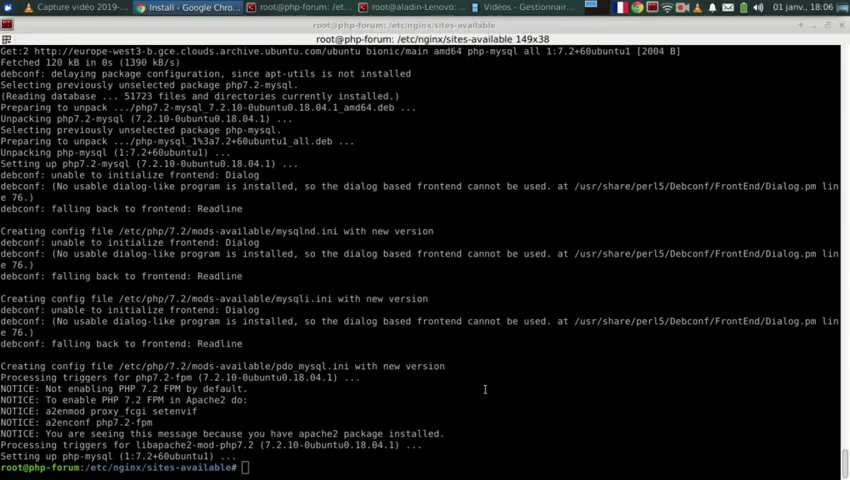 Capture vidéo 2019-...
Install - Google Chro...
root@php-forum: /et...
root@aladin-Lenovo:...
Vidéos - Gestionnair...
01 janv., 18:06
root@php-forum: /etc/nginx/sites-available
root@php-forum: /etc/nginx/sites-available 149x38
Get:2 http://europe-west3-b.gce.clouds.archive.ubuntu.com/ubuntu bionic/main amd64 php-mysql all 1:7.2+60ubuntu1 [2004 B]
Fetched 120 kB in 0s (1390 kB/s)
debconf: delaying package configuration, since apt-utils is not installed
Selecting previously unselected package php7.2-mysql.
(Reading database ... 51723 files and directories currently installed.)
Preparing to unpack .../php7.2-mysql_7.2.10-0ubuntu0.18.04.1_amd64.deb ...
Unpacking php7.2-mysql (7.2.10-0ubuntu0.18.04.1) ...
Selecting previously unselected package php-mysql.
Preparing to unpack .../php-mysql_1%3a7.2+60ubuntu1_all.deb ...
Unpacking php-mysql (1:7.2+60ubuntu1) ...
Setting up php7.2-mysql (7.2.10-0ubuntu0.18.04.1) ...
debconf: unable to initialize frontend: Dialog
debconf: (No usable dialog-like program is installed, so the dialog based frontend cannot be used. at /usr/share/perl5/Debconf/FrontEnd/Dialog.pm lin
e 76.)
debconf: falling back to frontend: Readline
Creating config file /etc/php/7.2/mods-available/mysqlnd.ini with new version
debconf: unable to initialize frontend: Dialog
debconf: (No usable dialog-like program is installed, so the dialog based frontend cannot be used. at /usr/share/perl5/Debconf/FrontEnd/Dialog.pm lin
e 76.)
debconf: falling back to frontend: Readline
Creating config file /etc/php/7.2/mods-available/mysqli.ini with new version
debconf: unable to initialize frontend: Dialog
debconf: (No usable dialog-like program is installed, so the dialog based frontend cannot be used. at /usr/share/perl5/Debconf/FrontEnd/Dialog.pm lin
e 76.)
debconf: falling back to frontend: Readline
Creating config file /etc/php/7.2/mods-available/pdo_mysql.ini with new version
Processing triggers for php7.2-fpm (7.2.10-0ubuntu0.18.04.1) ...
NOTICE: Not enabling PHP 7.2 FPM by default.
NOTICE: To enable PHP 7.2 FPM in Apache2 do:
NOTICE: a2enmod proxy_fcgi setenvif
NOTICE: a2enconf php7.2-fpm
NOTICE: You are seeing this message because you have apache2 package installed.
Processing triggers for libapache2-mod-php7.2 (7.2.10-0ubuntu0.18.04.1) ...
Setting up php-mysql (1:7.2+60ubuntu1) ...
root@php-forum:/etc/nginx/sites-available#